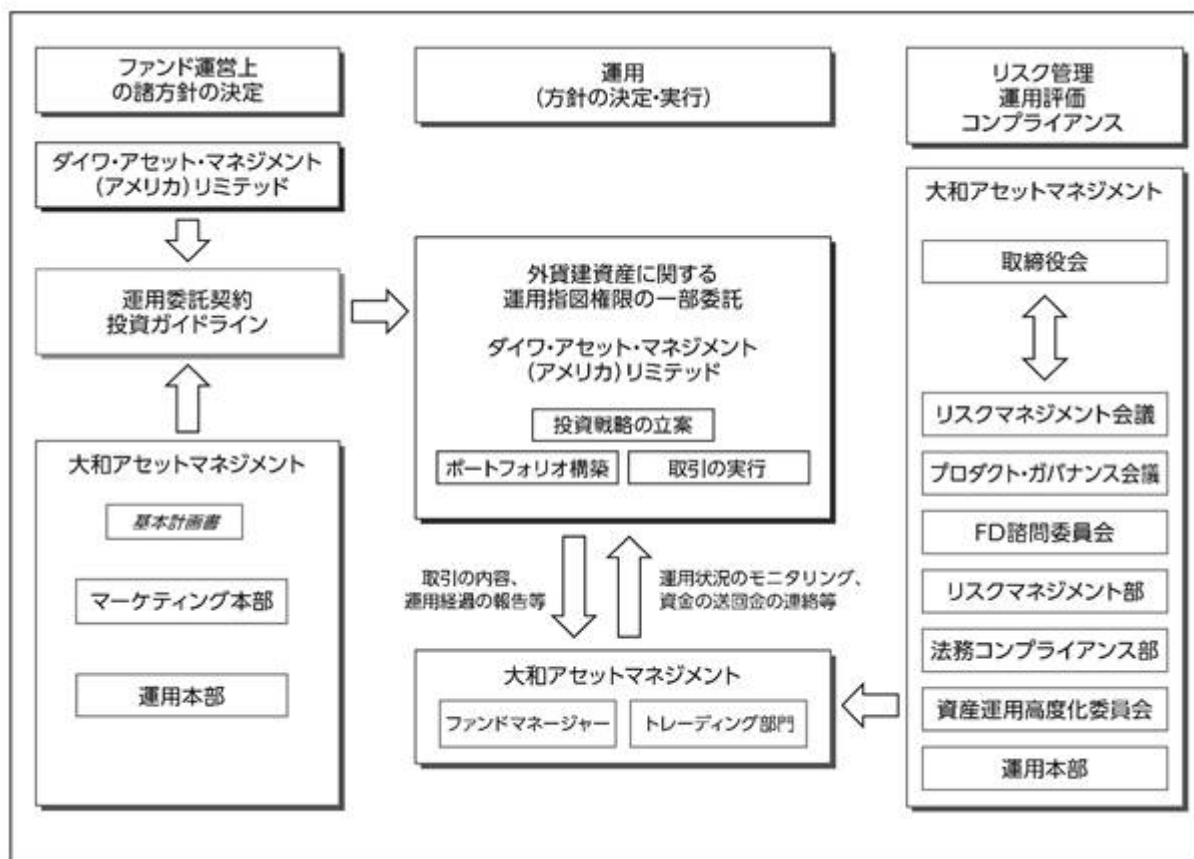 ファンド運営上
の諸方針の決定
ダイワ・アセット・マネジメント
(アメリカ)リミテッド
運用委託契約
投資ガイドライン
大和アセットマネジメント
基本計画書
マーケティング本部
運用本部
運用
(方針の決定・実行)
外貨建資産に関する
運用指図権限の一部委託
ダイワ・アセット・マネジメント
(アメリカ)リミテッド
投資戦略の立案
ポートフォリオ構築
取引の実行
取引の内容、
運用経過の報告等
運用状況のモニタリング、
資金の送回金の連絡等
大和アセットマネジメント
ファンドマネージャー
トレーディング部門
リスク管理
運用評価
コンプライアンス
大和アセットマネジメント
取締役会
リスクマネジメント会議
プロダクト・ガバナンス会議
FD諮問委員会
リスクマネジメント部
法務コンプライアンス部
資産運用高度化委員会
運用本部